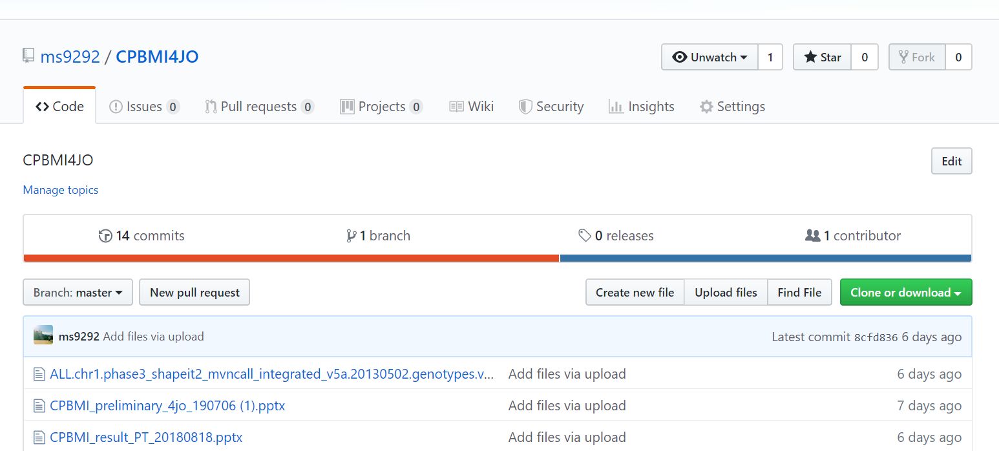 ms9292 / CPBMI4JO Unwatch 1 Star 0 Fork 0
Code Issues 0 Pull requests 0 Projects 0 Wiki Security Insights Settings
CPBMI4JO Edit
Manage topics
14 commits 1 branch 0 releases 1 contributor
Branch: master New pull request Create new file Upload files Find File Clone or download
ms9292 Add files via upload Latest commit 8cfd836 6 days ago
ALL.chr1.phase3_shapeit2_mvncall_integrated_v5a.20130502.genotypes.v... Add files via upload 6 days ago
CPBMI_preliminary_4jo_190706 (1).pptx Add files via upload 7 days ago
CPBMI_result_PT_20180818.pptx Add files via upload 6 days ago